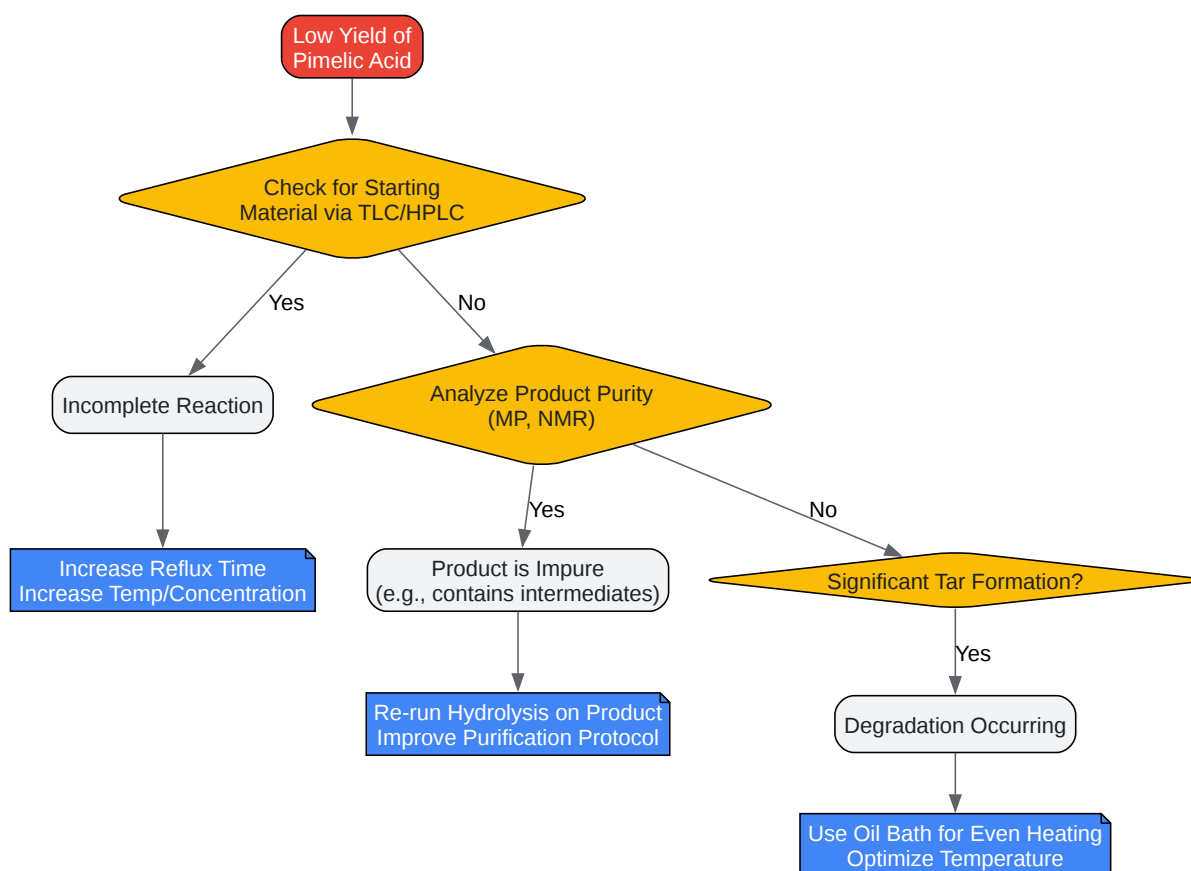 Low Yield of
Pimelic Acid
Check for Starting
Material via TLC/HPLC
Yes
No
Incomplete Reaction
Analyze Product Purity
(MP, NMR)
Yes
No
Increase Reflux Time
Increase Temp/Concentration
Product is Impure
(e.g., contains intermediates)
Significant Tar Formation?
Yes
Re-run Hydrolysis on Product
Improve Purification Protocol
Degradation Occurring
Use Oil Bath for Even Heating
Optimize Temperature